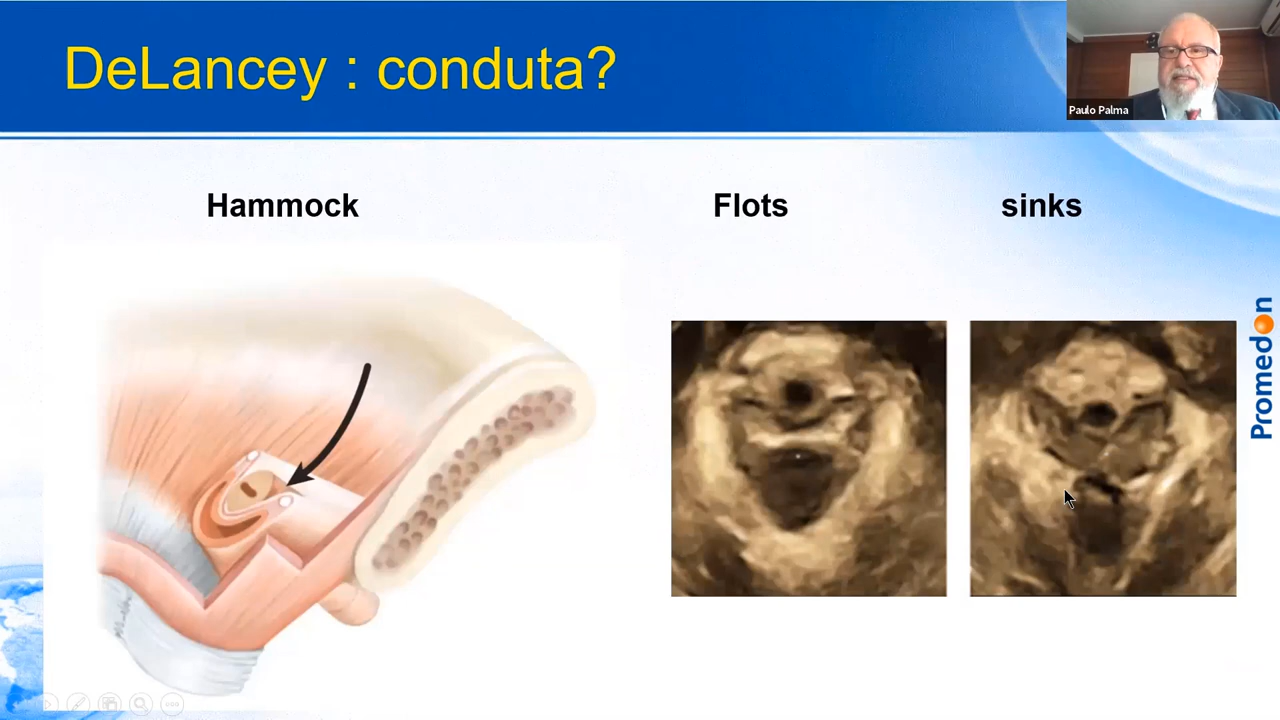 DeLancey : conduta?
Paulo Palma
Hammock
Flots
sinks
Promedon